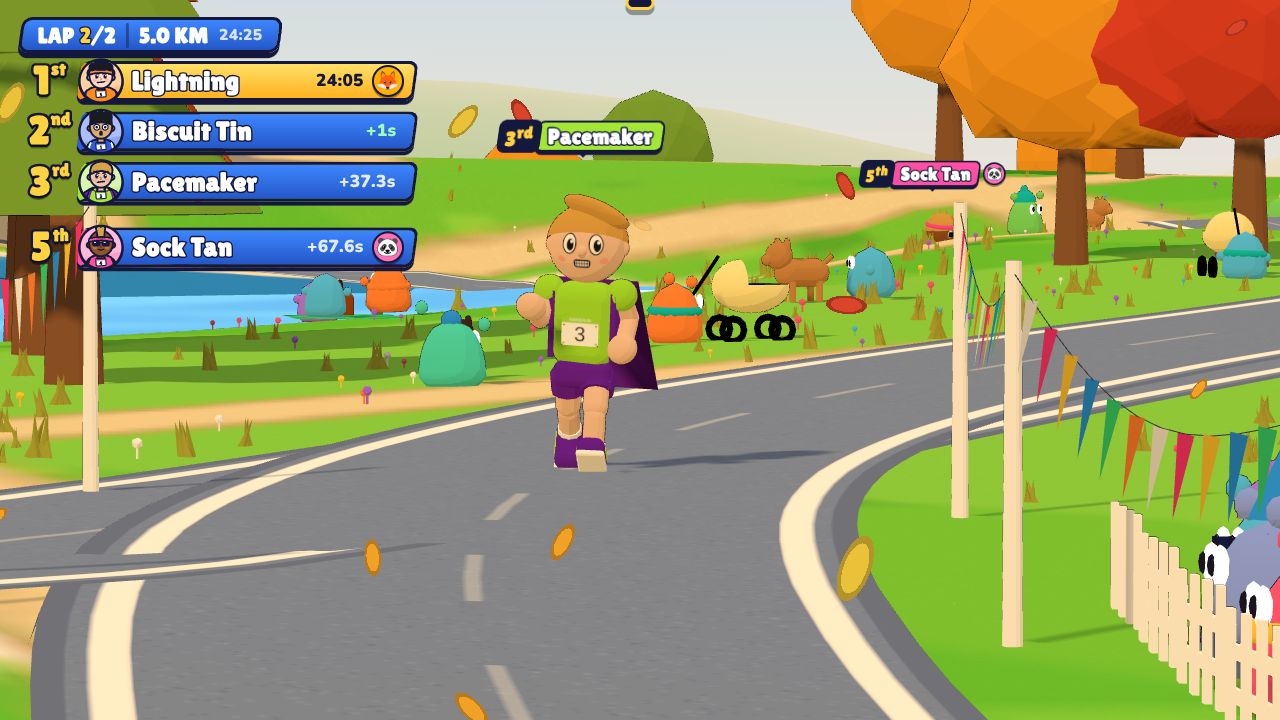 LAP 2/2 5.0 KM 24:25
1st Lightning 24:05
2nd Biscuit Tin +1s
3rd Pacemaker +37.3s
5th Sock Tan +67.6s
3rd Pacemaker
5th Sock Tan
3